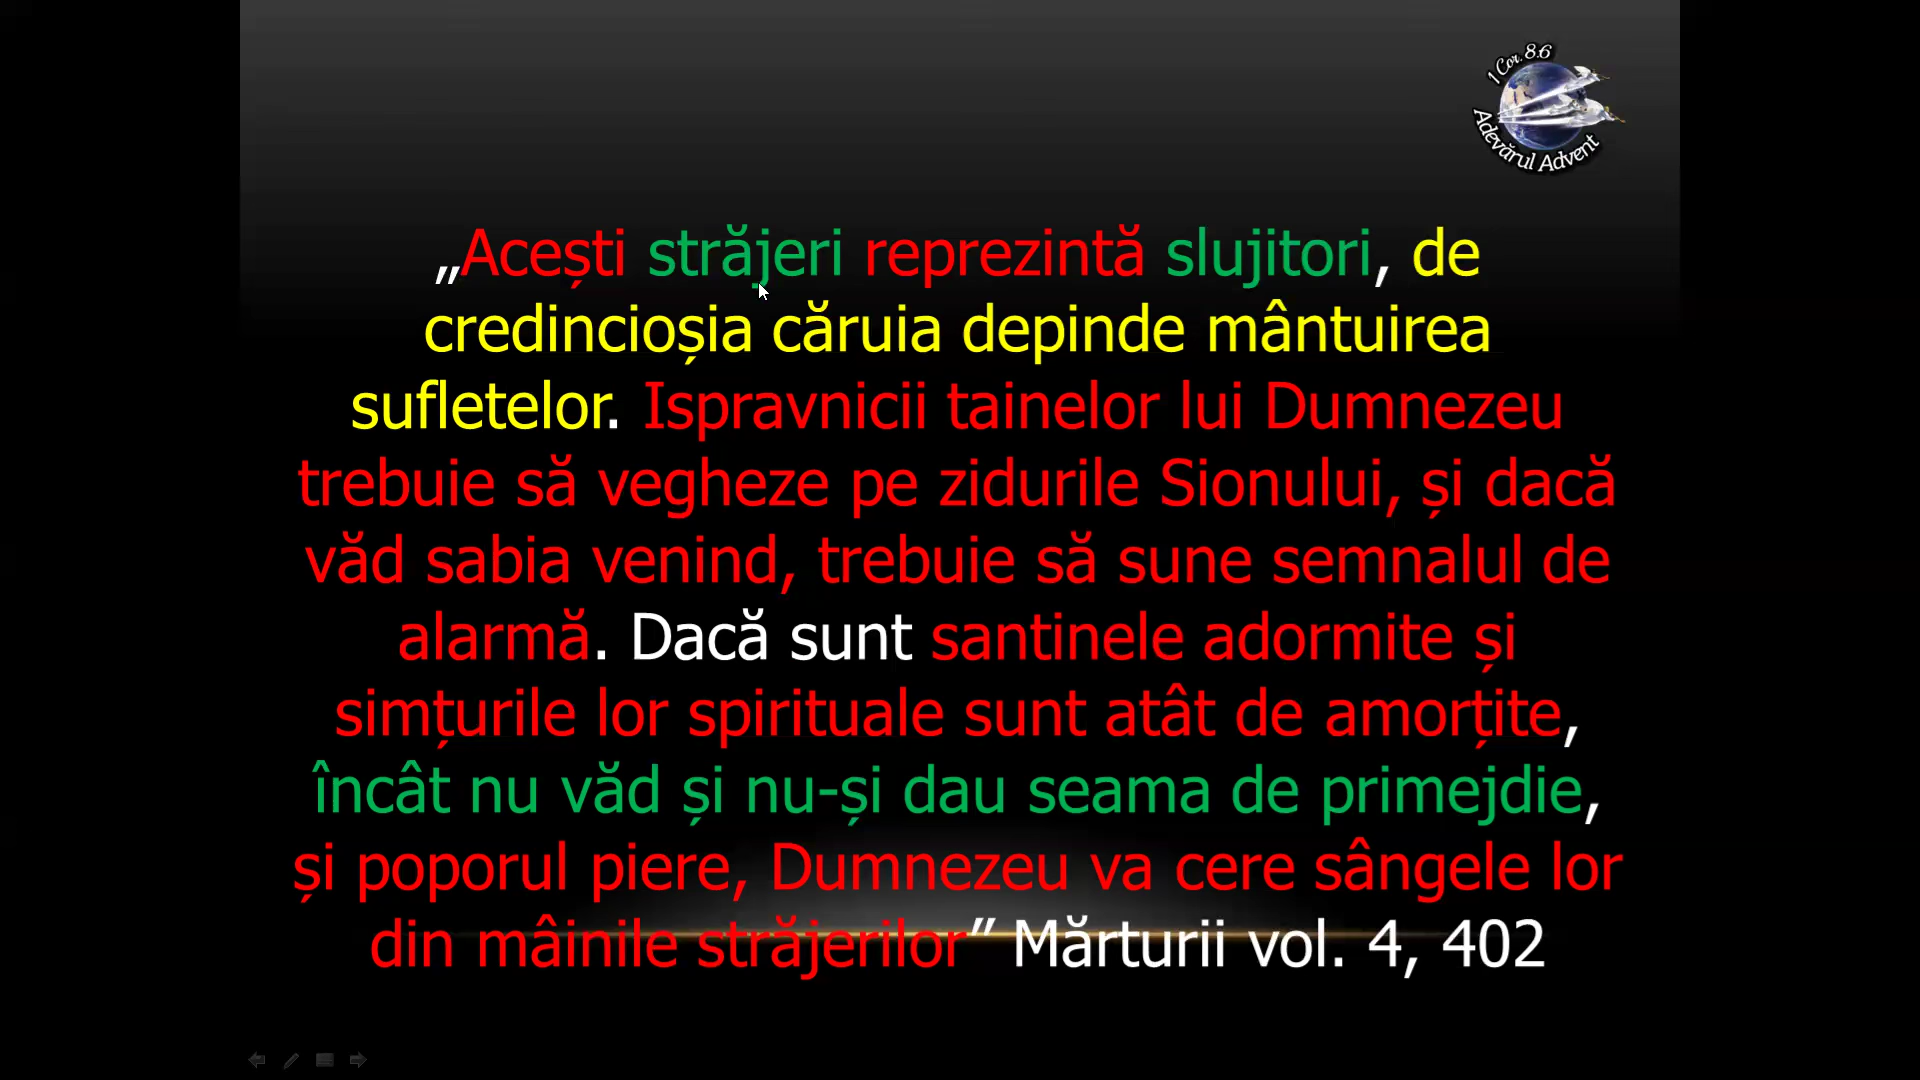 1 Cor. 8:6
Adevărul Advent
„Acești străjeri reprezintă slujitori, de
credincioșia căruia depinde mântuirea
sufletelor. Ispravnicii tainelor lui Dumnezeu
trebuie să vegheze pe zidurile Sionului, și dacă
văd sabia venind, trebuie să sune semnalul de
alarmă. Dacă sunt santinele adormite și
simțurile lor spirituale sunt atât de amorțite,
încât nu văd și nu-și dau seama de primejdie,
și poporul piere, Dumnezeu va cere sângele lor
din mâinile străjerilor” Mărturii vol. 4, 402